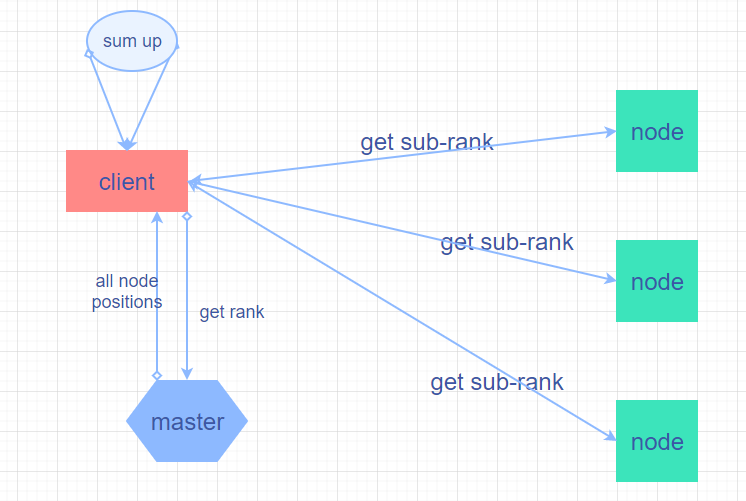 sum up
get sub-rank
node
client
get sub-rank
node
all node
positions
get rank
get sub-rank
master
node